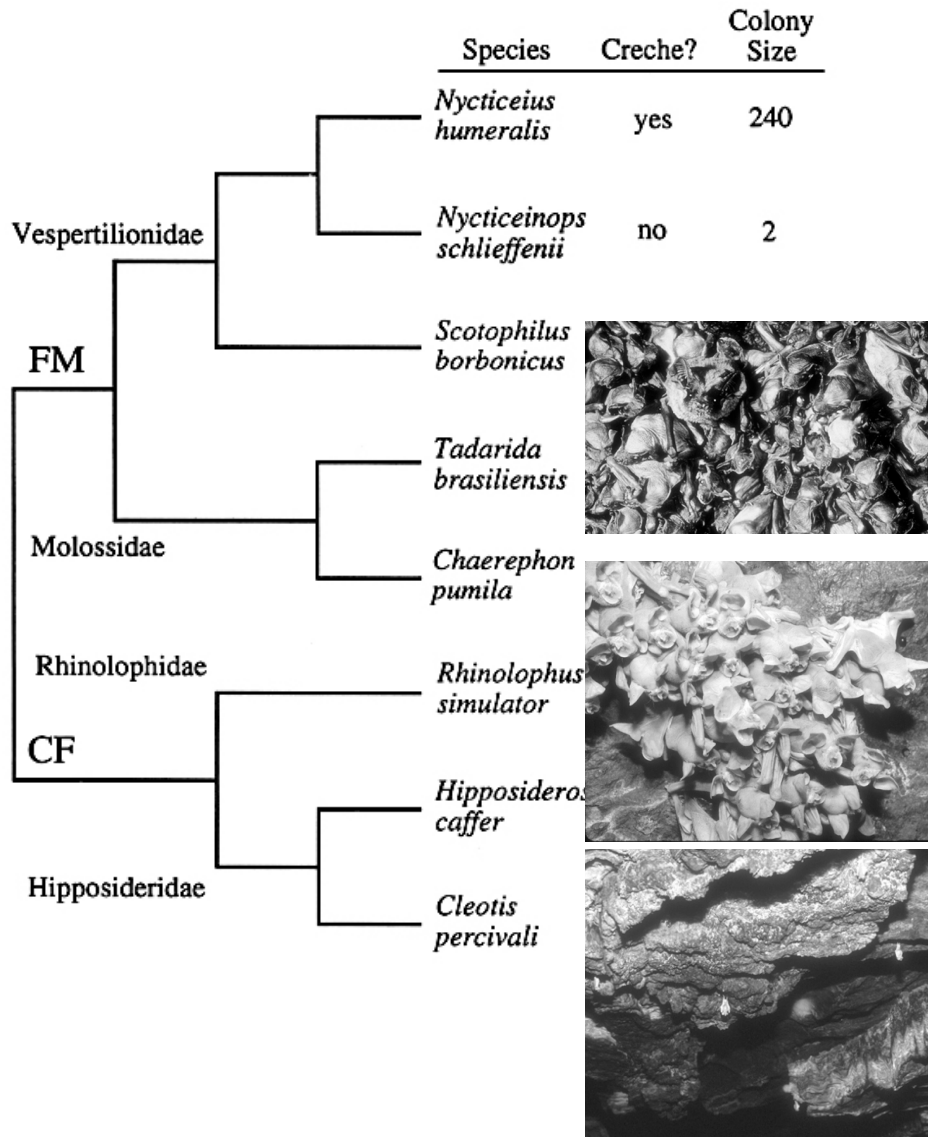 Species Creche? Colony Size
Nycticeius humeralis yes 240
Vespertilionidae
Nycticeinops schlieffenii no 2
Scotophilus borbonicus
FM
Tadarida brasiliensis
Molossidae
Chaerephon pumila
Rhinolophidae
Rhinolophus simulator
CF
Hipposideros caffer
Hipposideridae
Cleotis percivali